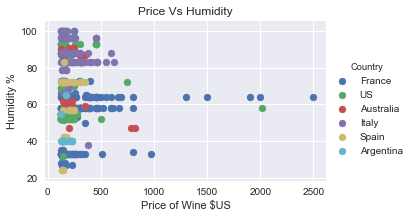 Price Vs Humidity
100
80
60
40
20
Humidity %
0
500
1000
1500
2000
2500
Price of Wine $US
Country
France
US
Australia
Italy
Spain
Argentina